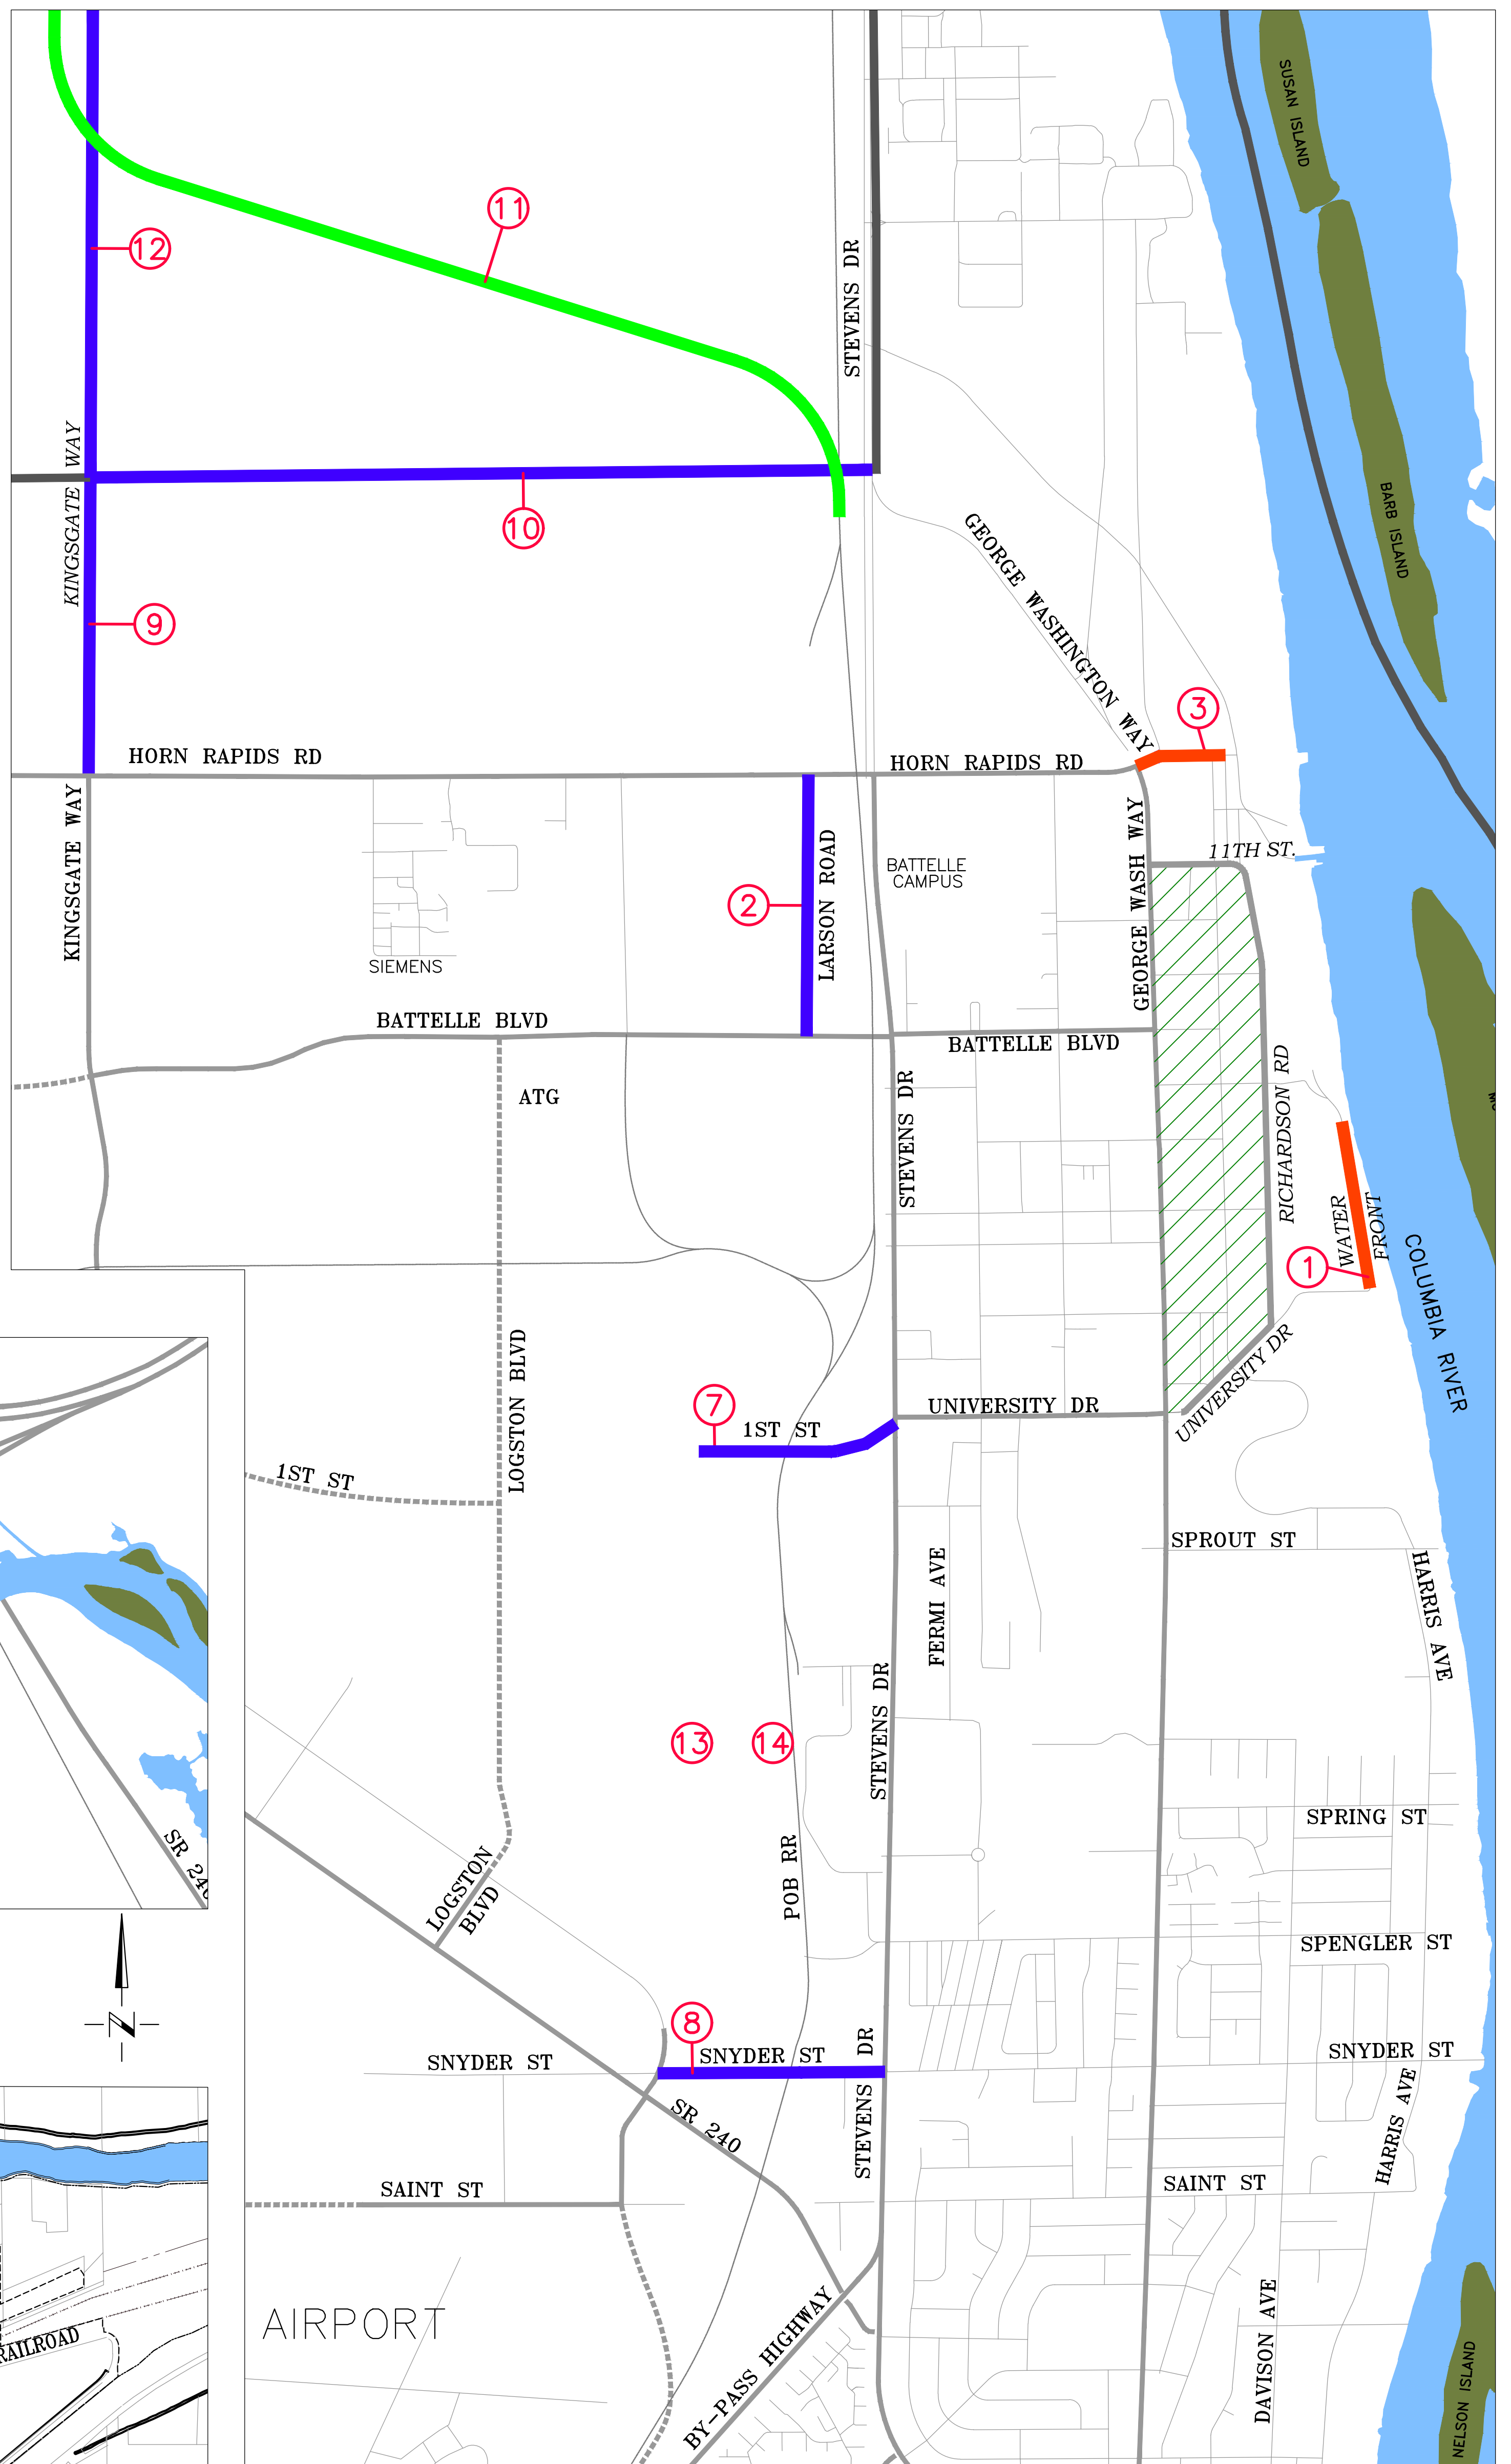 SUSAN ISLAND
11
12
STEVENS DR
KINGSGATE WAY
BARB ISLAND
10
GEORGE WASHINGTON WAY
9
3
HORN RAPIDS RD
HORN RAPIDS RD
KINGSGATE WAY
LARSON ROAD
GEORGE WASH WAY
11TH ST.
BATTELLE
CAMPUS
2
SIEMENS
BATTELLE BLVD
BATTELLE BLVD
ATG
STEVENS DR
RICHARDSON RD
WATER
FRONT
1
COLUMBIA RIVER
LOGSTON BLVD
7
1ST ST
UNIVERSITY DR
UNIVERSITY DR
1ST ST
SPROUT ST
FERMI AVE
HARRIS AVE
STEVENS DR
13
14
SPRING ST
SR 240
LOGSTON
BLVD
POB RR
SPENGLER ST
N
8
SNYDER ST
SNYDER ST
STEVENS DR
SNYDER ST
SR 240
HARRIS AVE
SAINT ST
SAINT ST
AIRPORT
BY-PASS HIGHWAY
DAVISON AVE
RAILROAD
NELSON ISLAND